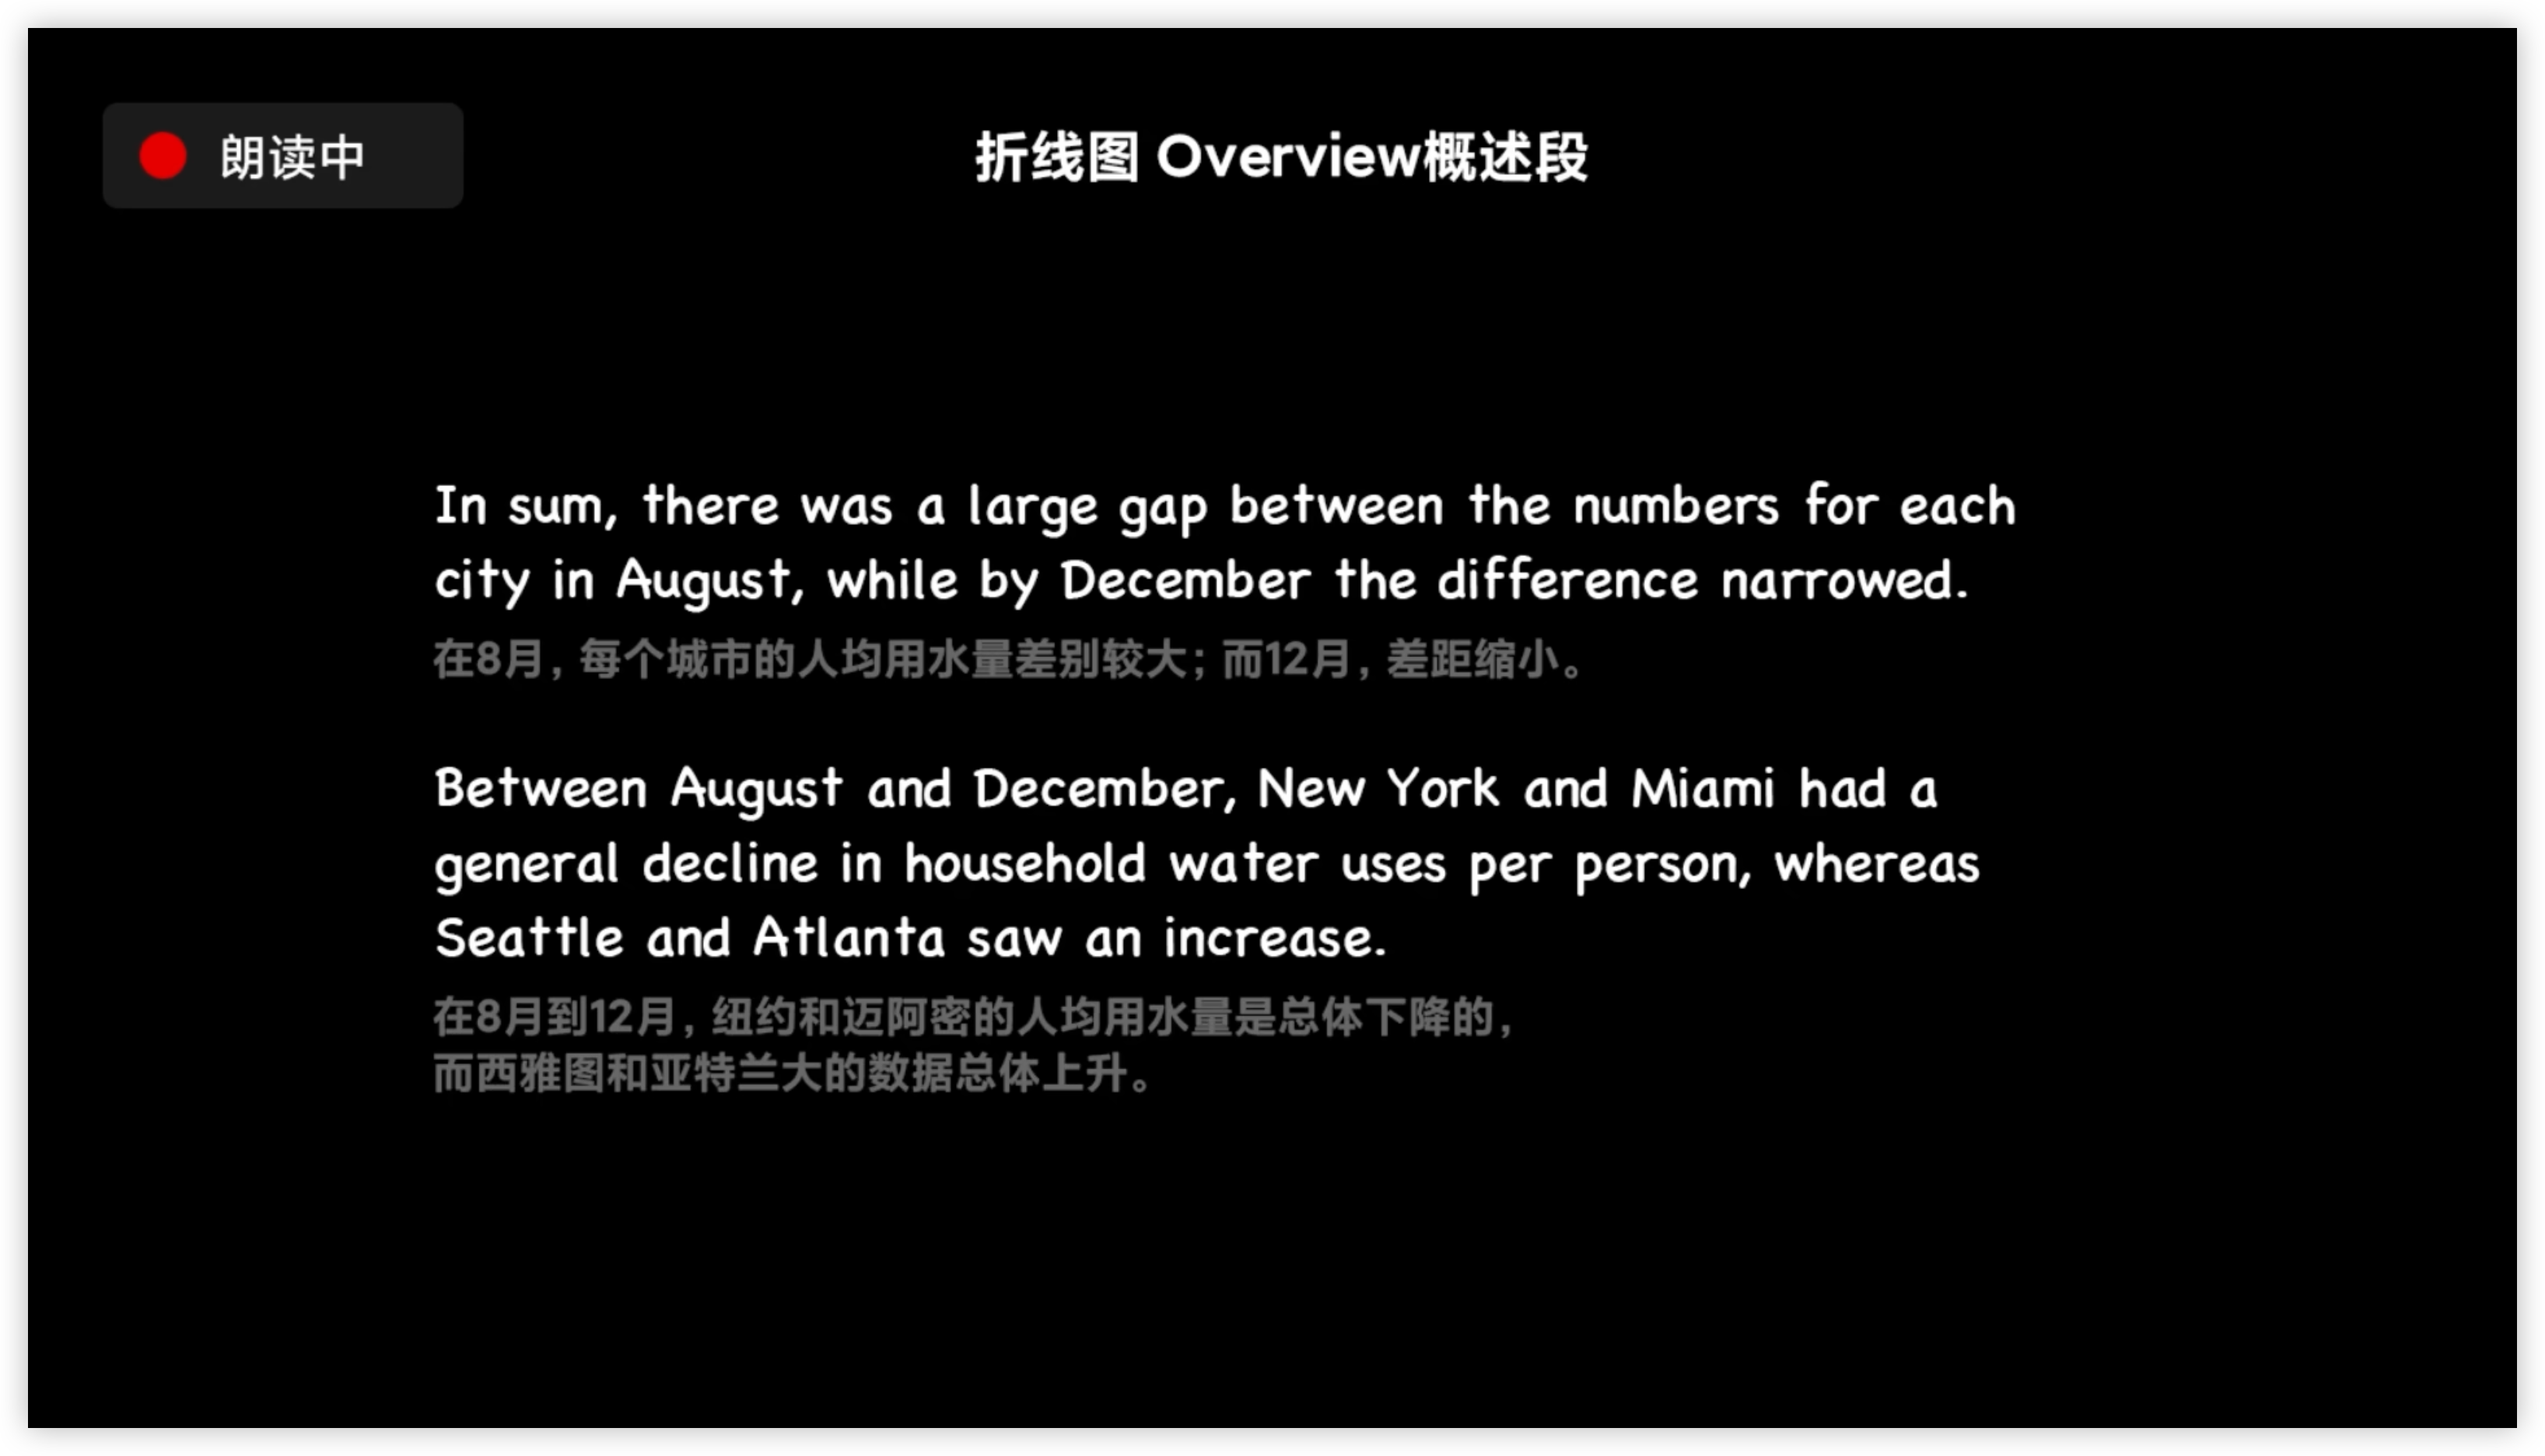 朗读中
折线图 Overview概述段
In sum, there was a large gap between the numbers for each
city in August, while by December the difference narrowed.
在8月，每个城市的人均用水量差别较大；而12月，差距缩小。
Between August and December, New York and Miami had a
general decline in household water uses per person, whereas
Seattle and Atlanta saw an increase.
在8月到12月，纽约和迈阿密的人均用水量是总体下降的，
而西雅图和亚特兰大的数据总体上升。